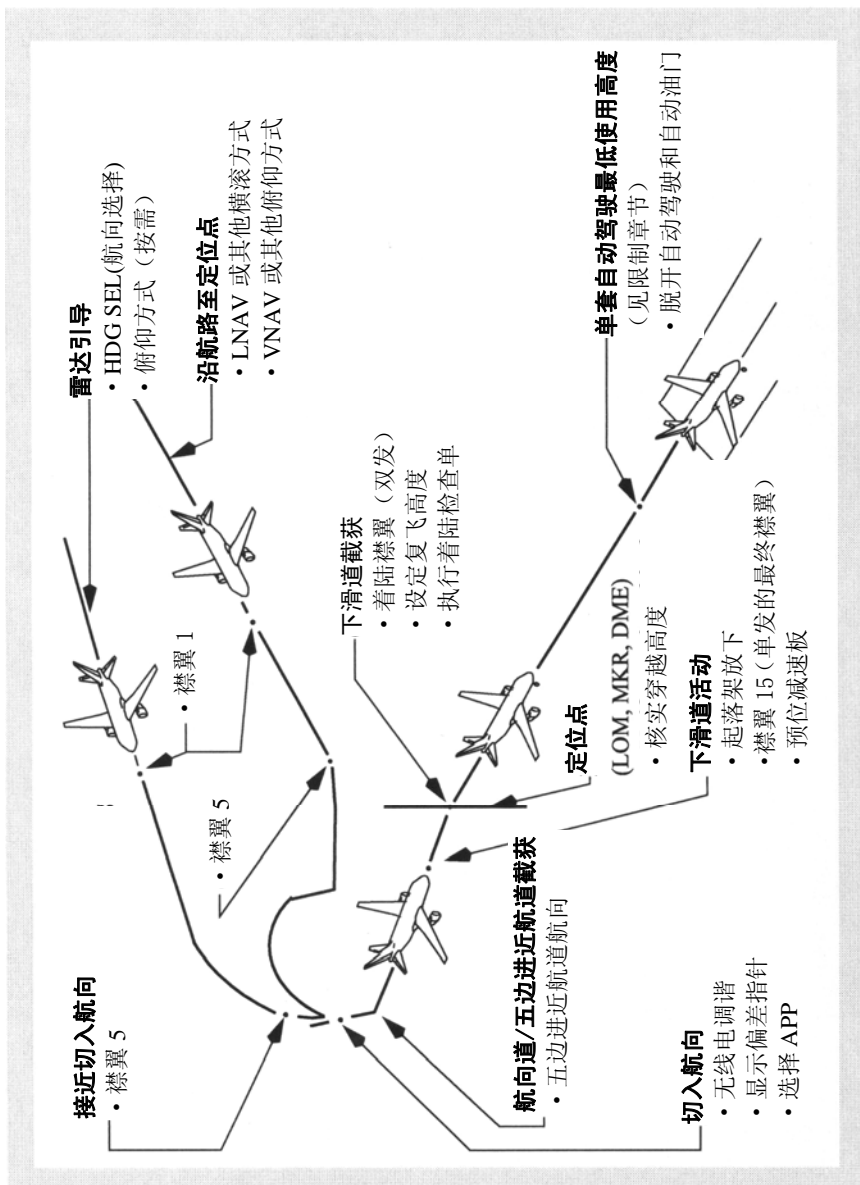 雷达引导
• HDG SEL(航向选择)
• 俯仰方式（按需）
沿航路至定位点
• LNAV 或其他横滚方式
• VNAV 或其他俯仰方式
• 襟翼 1
• 襟翼 5
接近切入航向
• 襟翼 5
下滑道截获
• 着陆襟翼（双发）
• 设定复飞高度
• 执行着陆检查单
单套自动驾驶最低使用高度
（见限制章节）
• 脱开自动驾驶和自动油门
航向道/五边进近航道截获
• 五边进近航道航向
定位点
(LOM, MKR, DME)
• 核实穿越高度
切入航向
• 无线电调谐
• 显示偏差指针
• 选择 APP
下滑道活动
• 起落架放下
•襟翼 15（单发的最终襟翼）
• 预位减速板